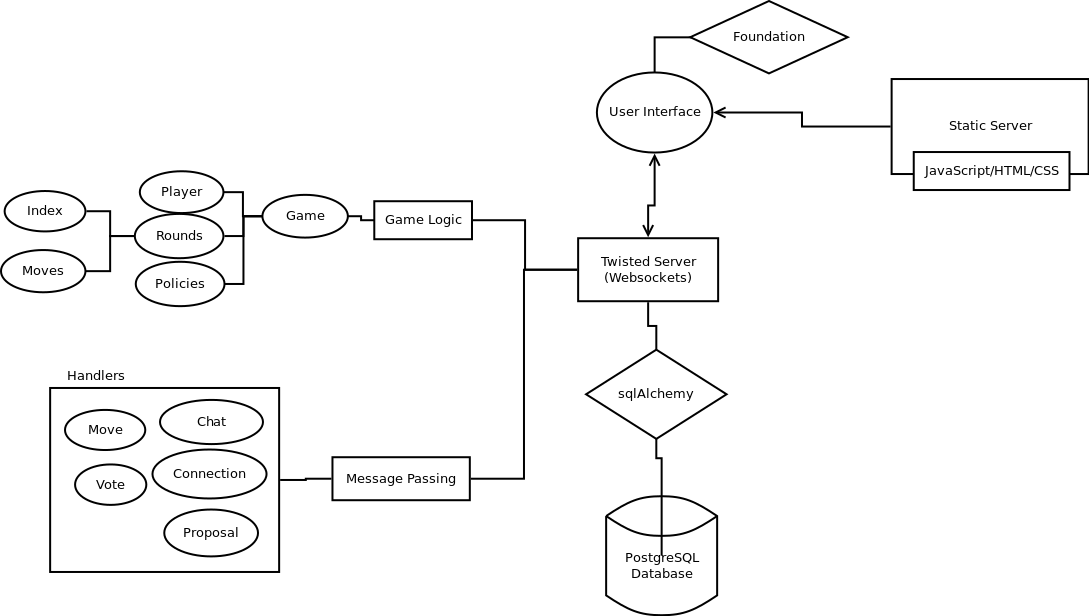 Foundation
User Interface
Static Server
JavaScript/HTML/CSS
Player
Index
Rounds
Game
Game Logic
Moves
Policies
Twisted Server
(Websockets)
Handlers
sqlAlchemy
Move
Chat
Connection
Vote
Message Passing
Proposal
PostgreSQL
Database